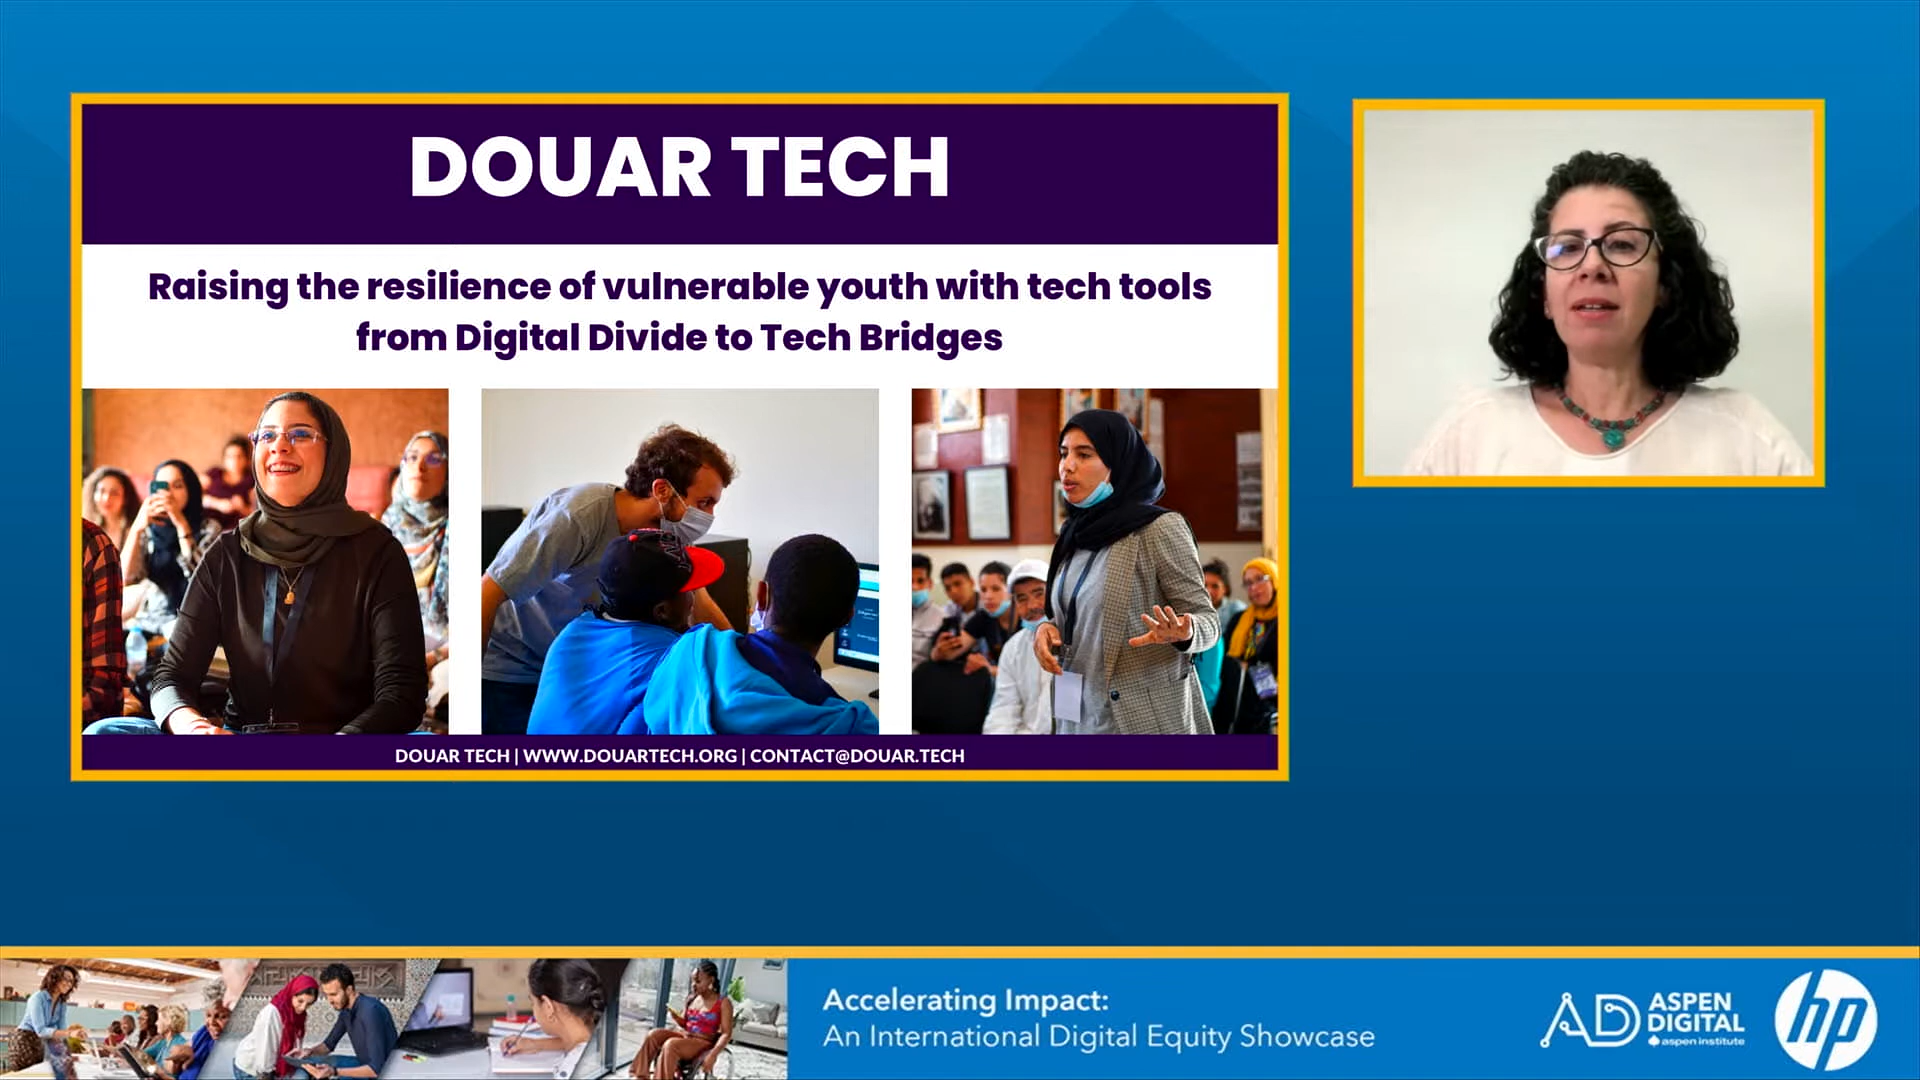 DOUAR TECH
Raising the resilience of vulnerable youth with tech tools
from Digital Divide to Tech Bridges
DOUAR TECH | WWW.DOUARTECH.ORG | CONTACT@DOUAR.TECH
Accelerating Impact:
An International Digital Equity Showcase
AD
ASPEN
DIGITAL
aspen institute
hp